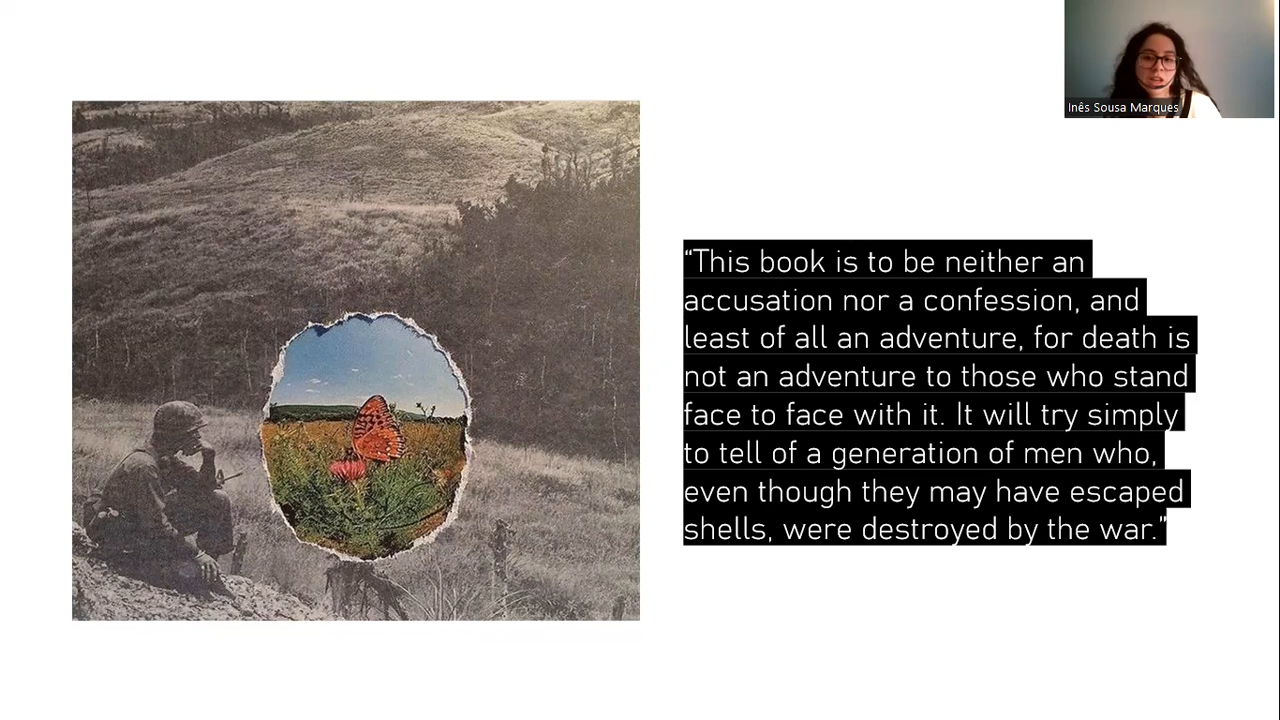 Inês Sousa Marques
“This book is to be neither an
accusation nor a confession, and
least of all an adventure, for death is
not an adventure to those who stand
face to face with it. It will try simply
to tell of a generation of men who,
even though they may have escaped
shells, were destroyed by the war.”